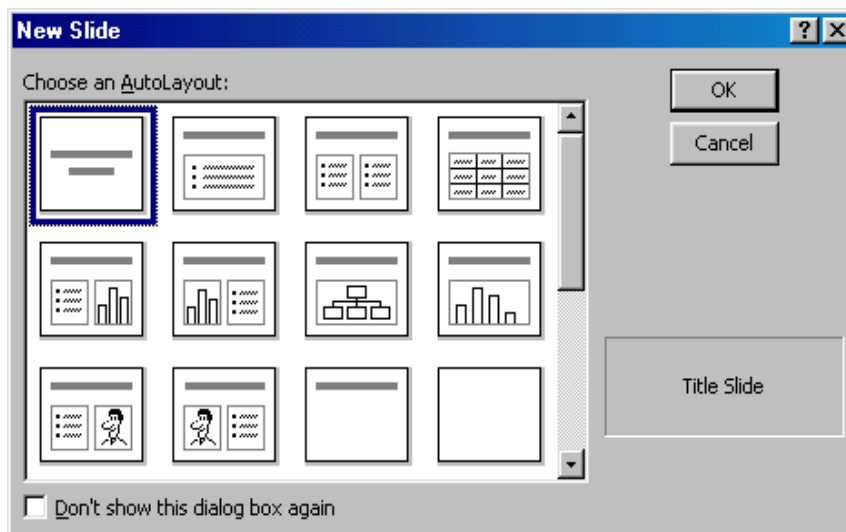 New Slide
Choose an AutoLayout:
OK
Cancel
Title Slide
Don't show this dialog box again